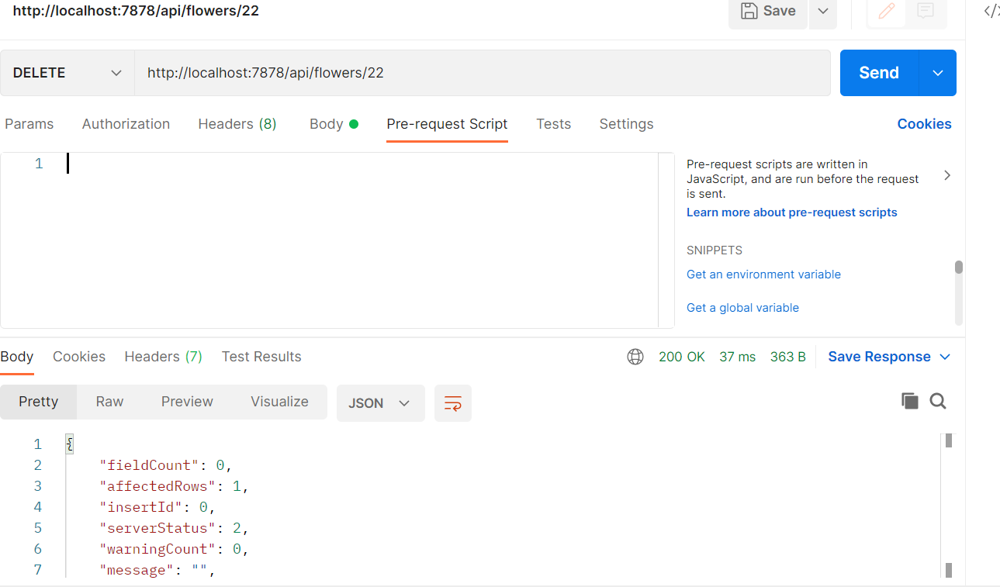 http://localhost:7878/api/flowers/22
Save
</>
DELETE
http://localhost:7878/api/flowers/22
Send
Params Authorization Headers (8) Body Pre-request Script Tests Settings Cookies
1
Pre-request scripts are written in
JavaScript, and are run before the request
is sent.
Learn more about pre-request scripts
SNIPPETS
Get an environment variable
Get a global variable
Body Cookies Headers (7) Test Results 200 OK 37 ms 363 B Save Response
Pretty Raw Preview Visualize JSON
1 {
2 "fieldCount": 0,
3 "affectedRows": 1,
4 "insertId": 0,
5 "serverStatus": 2,
6 "warningCount": 0,
7 "message": "",